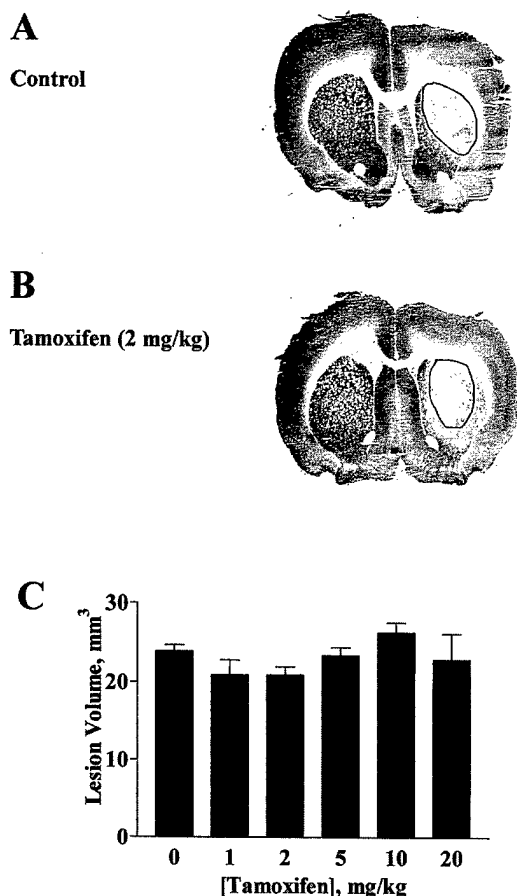 A
Control
B
Tamoxifen (2 mg/kg)
C
Lesion Volume, mm³
30
20
10
0
0 1 2 5 10 20
[Tamoxifen], mg/kg